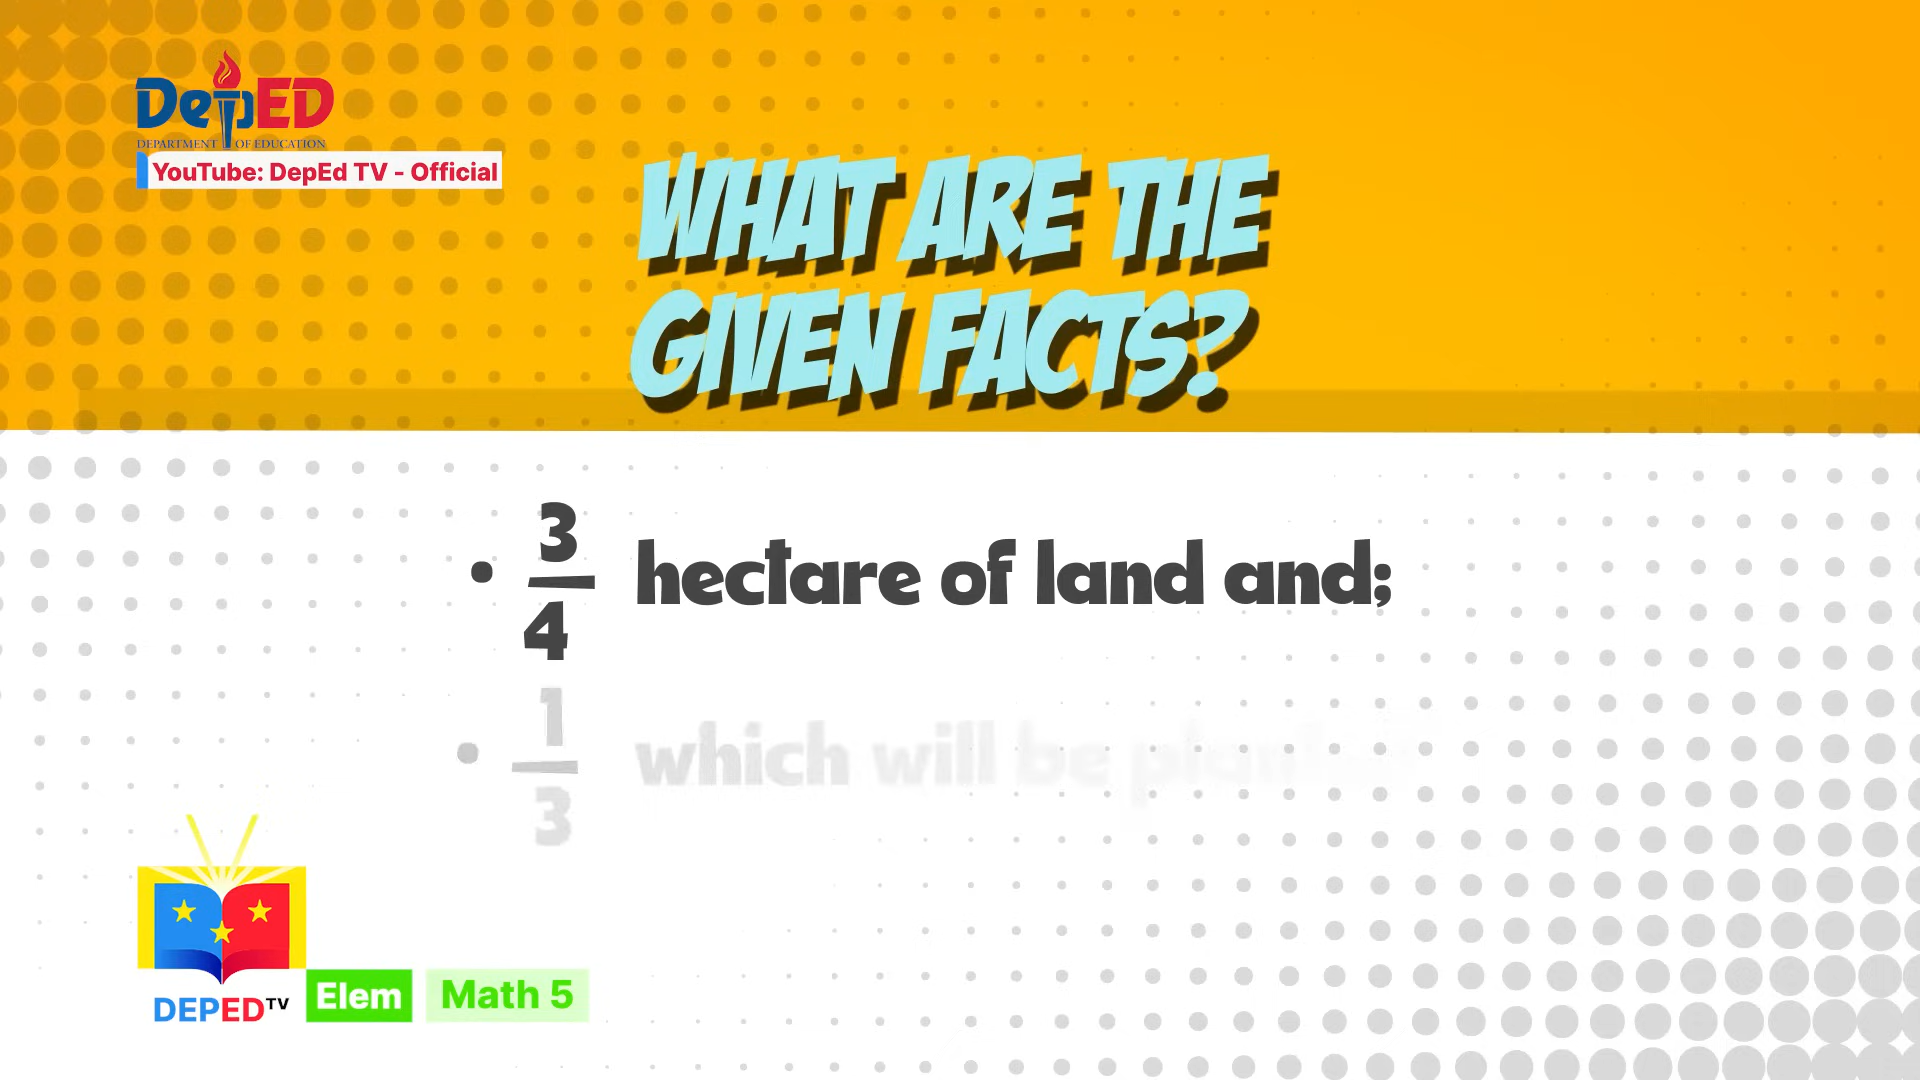 DepED
DEPARTMENT OF EDUCATION
YouTube: DepEd TV - Official
WHAT ARE THE
GIVEN FACTS?
• 3/4 hectare of land and;
• 1/3 which will be
DEPED TV
Elem
Math 5